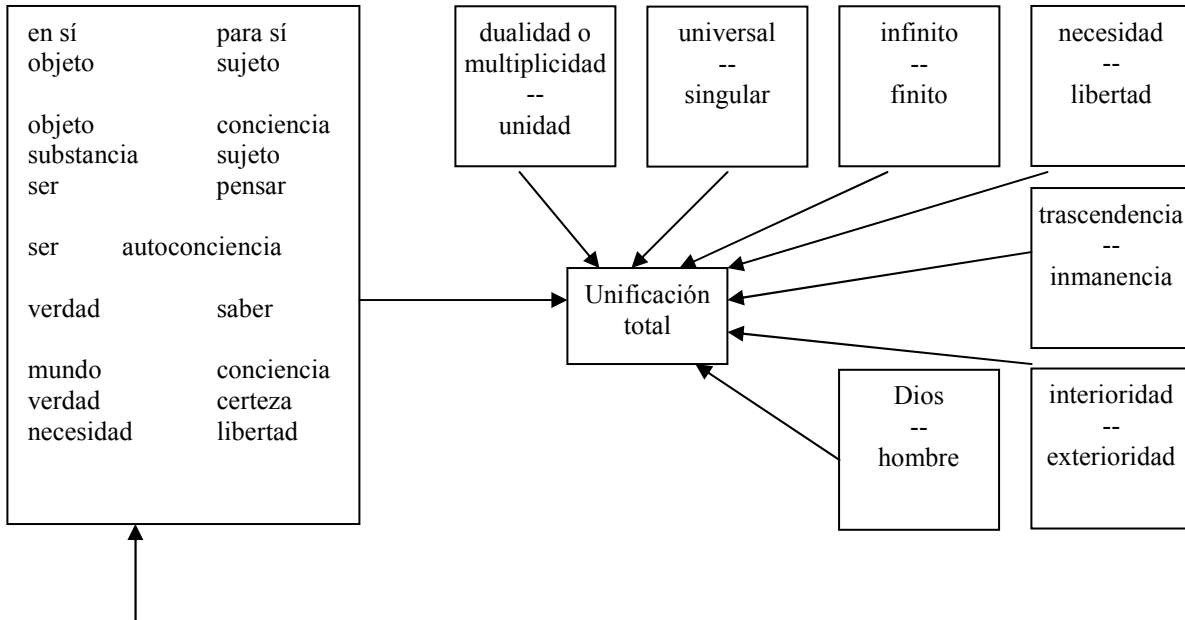 en sí para sí
objeto sujeto
objeto conciencia
substancia sujeto
ser pensar
ser autoconciencia
verdad saber
mundo conciencia
verdad certeza
necesidad libertad
dualidad o
multiplicidad
--
unidad
universal
--
singular
infinito
--
finito
necesidad
--
libertad
trascendencia
--
inmanencia
Unificación
total
Dios
--
hombre
interioridad
--
exterioridad